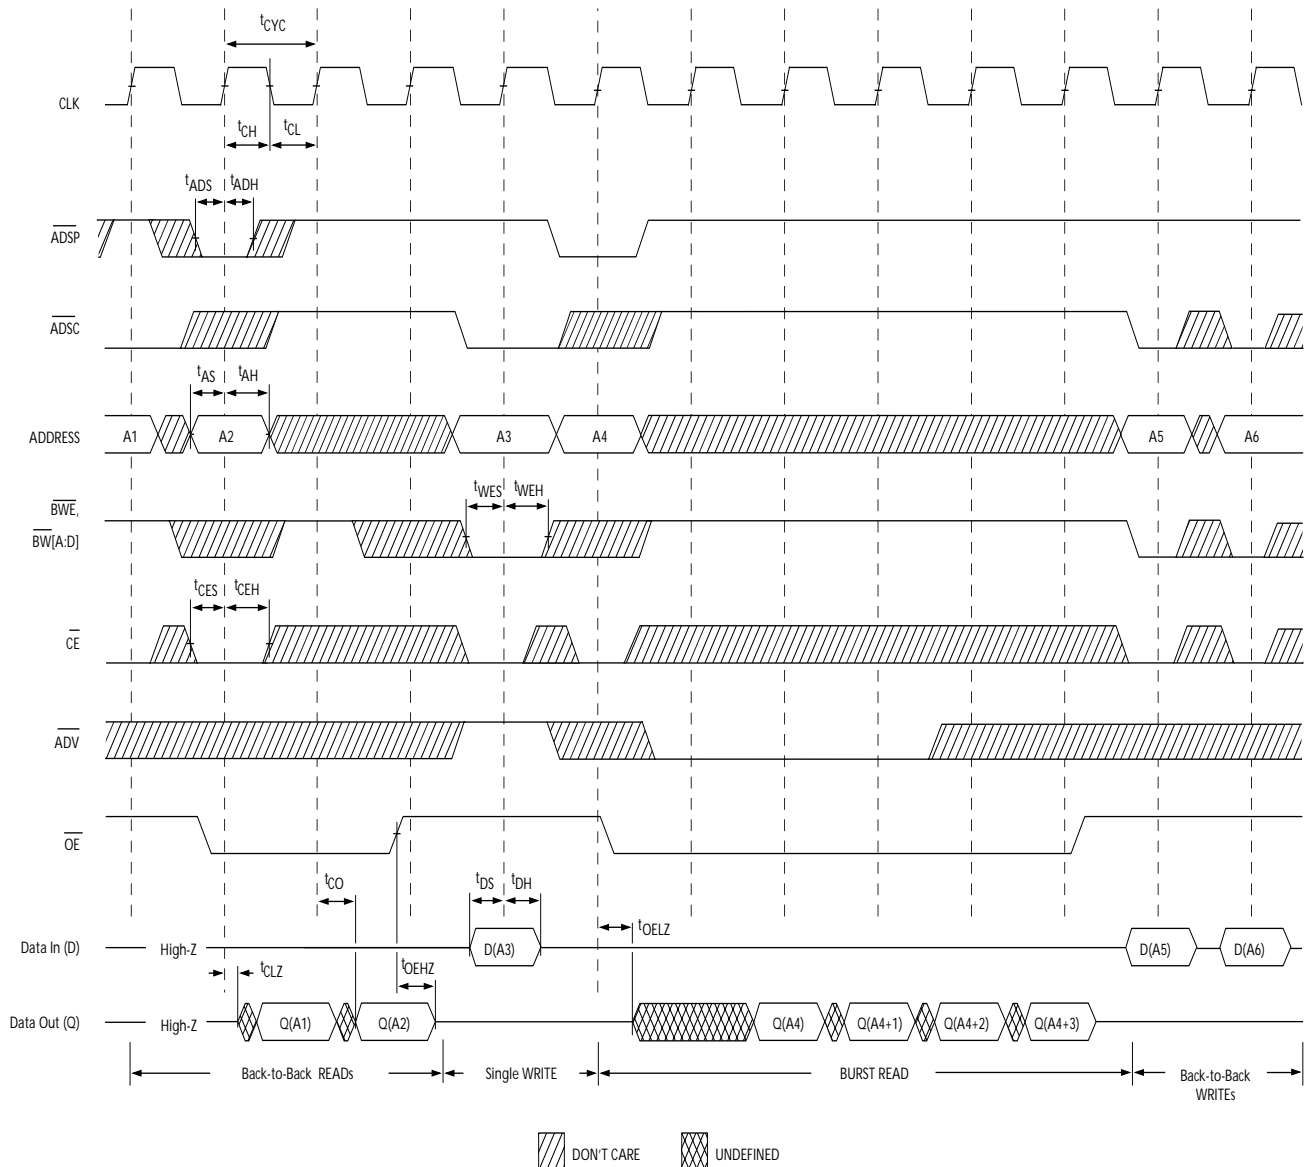 tCYC
CLK
tCH tCL
tADS tADH
ADSP
ADSC
tAS tAH
ADDRESS A1 A2 A3 A4 A5 A6
tWES tWEH
BWE,
BW[A:D]
tCES tCEH
CE
ADV
OE
tCO tDS tDH
tOELZ
Data In (D) High-Z D(A3) D(A5) D(A6)
tCLZ tOEHZ
Data Out (Q) High-Z Q(A1) Q(A2) Q(A4) Q(A4+1) Q(A4+2) Q(A4+3)
Back-to-Back READs Single WRITE BURST READ Back-to-Back
WRITEs
DON'T CARE UNDEFINED